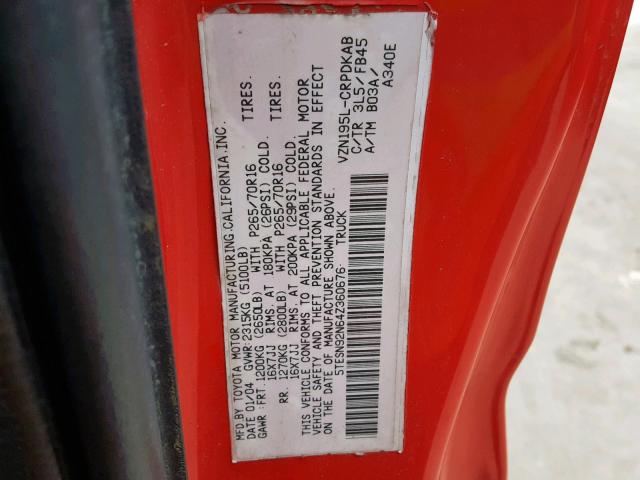 MFD.BY TOYOTA MOTOR MANUFACTURING.CALIFORNIA,INC.
DATE 01/04 GVWR:2315KG (5100LB)
GAWR:FRT.1200KG (2650LB) WITH P265/70R16 TIRES.
16X7JJ RIMS. AT 180KPA (26PSI) COLD.
RR. 1270KG (2800LB) WITH P265/70R16 TIRES.
16X7JJ RIMS. AT 200KPA (29PSI) COLD.
THIS VEHICLE CONFORMS TO ALL APPLICABLE FEDERAL MOTOR
VEHICLE SAFETY AND THEFT PREVENTION STANDARDS IN EFFECT
ON THE DATE OF MANUFACTURE SHOWN ABOVE.
5TESN92N64Z360676 TRUCK
VZN195L-CRPDKAB
C/TR 3L5/FB45
A/TM B03A/
A340E